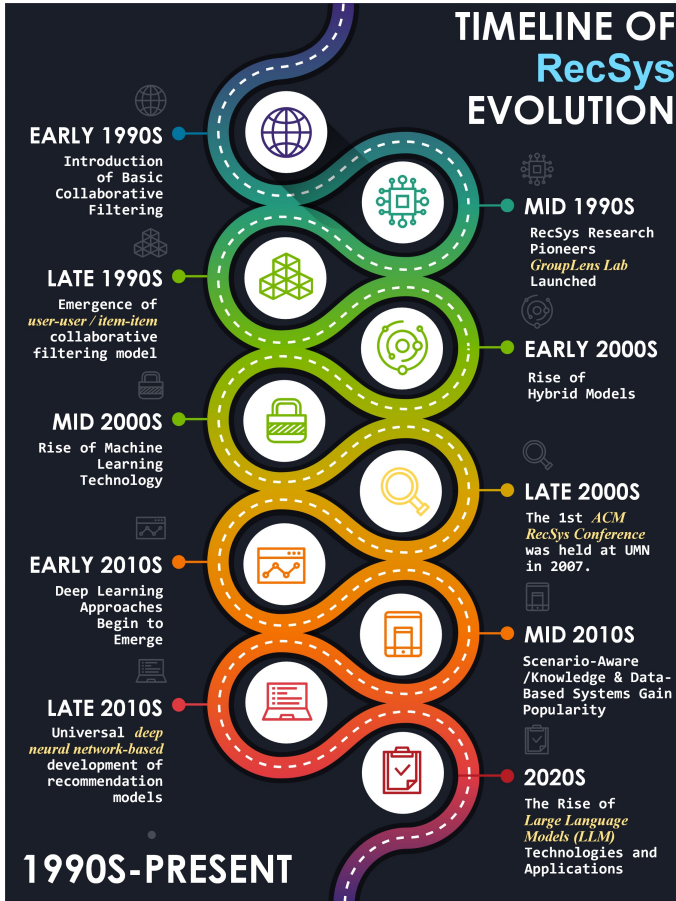 TIMELINE OF
RecSys
EVOLUTION
EARLY 1990S
Introduction
of Basic
Collaborative
Filtering
MID 1990S
RecSys Research
Pioneers
GroupLens Lab
Launched
LATE 1990S
Emergence of
user-user / item-item
collaborative
filtering model
EARLY 2000S
Rise of
Hybrid Models
MID 2000S
Rise of Machine
Learning
Technology
LATE 2000S
The 1st ACM
RecSys Conference
was held at UMN
in 2007.
EARLY 2010S
Deep Learning
Approaches
Begin to
Emerge
MID 2010S
Scenario-Aware
/Knowledge & Data-
Based Systems Gain
Popularity
LATE 2010S
Universal deep
neural network-based
development of
recommendation
models
2020S
The Rise of
Large Language
Models (LLM)
Technologies and
Applications
1990S-PRESENT